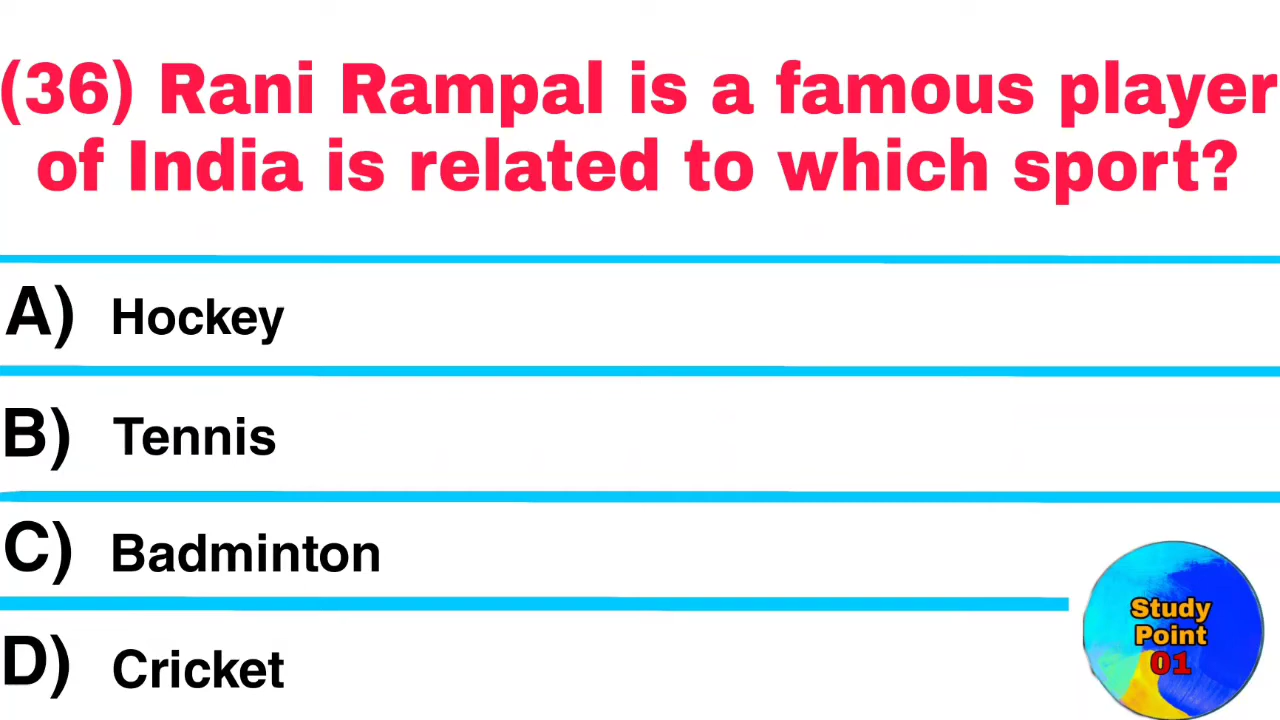 (36) Rani Rampal is a famous player
of India is related to which sport?
A) Hockey
B) Tennis
C) Badminton
D) Cricket
Study
Point
01